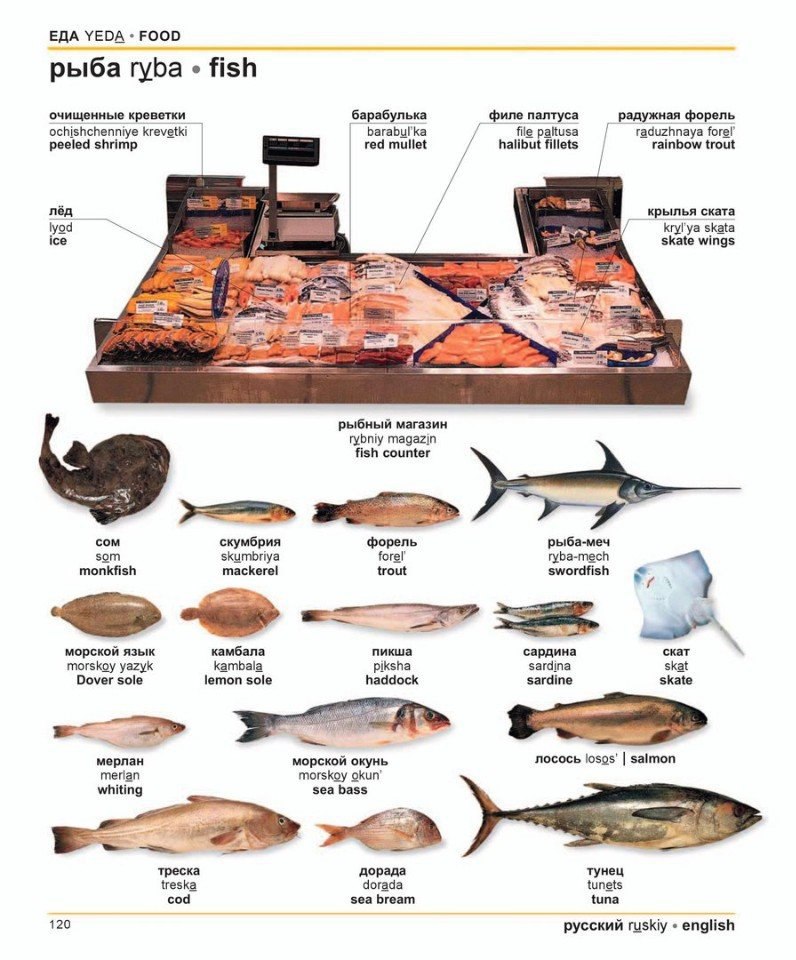 ЕДА YEDA • FOOD
рыба ryba • fish
очищенные креветки
ochishchenniye krevetki
peeled shrimp
барабулька
barabul'ka
red mullet
филе палтуса
file paltusa
halibut fillets
радужная форель
raduzhnaya forel'
rainbow trout
лёд
lyod
ice
крылья ската
kryl'ya skata
skate wings
рыбный магазин
rybniy magazin
fish counter
сом
som
monkfish
скумбрия
skumbriya
mackerel
форель
forel'
trout
рыба-меч
ryba-mech
swordfish
морской язык
morskoy yazyk
Dover sole
камбала
kambala
lemon sole
пикша
piksha
haddock
сардина
sardina
sardine
скат
skat
skate
мерлан
merlan
whiting
морской окунь
morskoy okun'
sea bass
лосось losos' | salmon
треска
treska
cod
дорада
dorada
sea bream
тунец
tunets
tuna
120
русский ruskiy • english